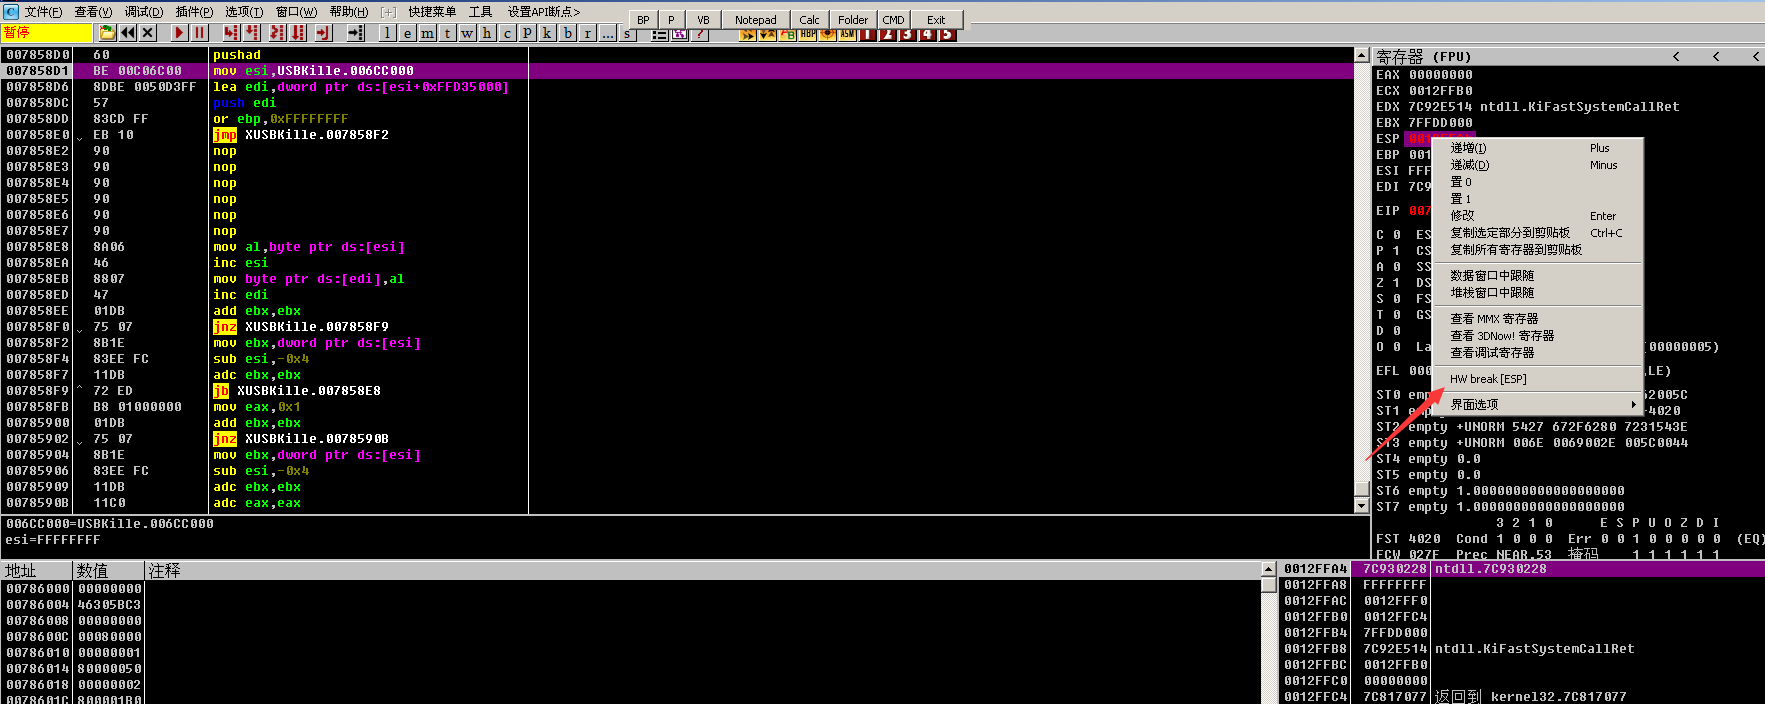 文件(F) 查看(V) 调试(D) 插件(P) 选项(T) 窗口(W) 帮助(H) [+] 快捷菜单 工具 设置API断点>
BP P VB Notepad Calc Folder CMD Exit
暂停
l e m t w h c P k b r ... s
007858D0 60 pushad
007858D1 BE 00C06C00 mov esi,USBKille.006CC000
007858D6 8DBE 0050D3FF lea edi,dword ptr ds:[esi+0xFFD35000]
007858DC 57 push edi
007858DD 83CD FF or ebp,0xFFFFFFFF
007858E0 EB 10 jmp XUSBKille.007858F2
007858E2 90 nop
007858E3 90 nop
007858E4 90 nop
007858E5 90 nop
007858E6 90 nop
007858E7 90 nop
007858E8 8A06 mov al,byte ptr ds:[esi]
007858EA 46 inc esi
007858EB 8807 mov byte ptr ds:[edi],al
007858ED 47 inc edi
007858EE 01DB add ebx,ebx
007858F0 75 07 jnz XUSBKille.007858F9
007858F2 8B1E mov ebx,dword ptr ds:[esi]
007858F4 83EE FC sub esi,-0x4
007858F7 11DB adc ebx,ebx
007858F9 72 ED jb XUSBKille.007858E8
007858FB B8 01000000 mov eax,0x1
00785900 01DB add ebx,ebx
00785902 75 07 jnz XUSBKille.0078590B
00785904 8B1E mov ebx,dword ptr ds:[esi]
00785906 83EE FC sub esi,-0x4
00785909 11DB adc ebx,ebx
0078590B 11C0 adc eax,eax
006CC000=USBKille.006CC000
esi=FFFFFFFF
寄存器 (FPU) < < <
EAX 00000000
ECX 0012FFB0
EDX 7C92E514 ntdll.KiFastSystemCallRet
EBX 7FFDD000
ESP
EBP 001
ESI FFF
EDI 7C9
EIP 007
C 0 ES
P 1 CS
A 0 SS
Z 1 DS
S 0 FS
T 0 GS
D 0
O 0 La (00000005)
EFL 000 ,LE)
ST0 emp 62005C
ST1 emp -4020
ST2 empty +UNORM 5427 672F6280 7231543E
ST3 empty +UNORM 006E 0069002E 005C0044
ST4 empty 0.0
ST5 empty 0.0
ST6 empty 1.0000000000000000000
ST7 empty 1.0000000000000000000
3 2 1 0 E S P U O Z D I
FST 4020 Cond 1 0 0 0 Err 0 0 1 0 0 0 0 0 (EQ)
FCW 027F Prec NEAR,53 掩码 1 1 1 1 1 1
递增(I) Plus
递减(D) Minus
置 0
置 1
修改 Enter
复制选定部分到剪贴板 Ctrl+C
复制所有寄存器到剪贴板
数据窗口中跟随
堆栈窗口中跟随
查看 MMX 寄存器
查看 3DNow! 寄存器
查看调试寄存器
HW break [ESP]
界面选项
地址 数值 注释
00786000 00000000
00786004 46305BC3
00786008 00000000
0078600C 00080000
00786010 00000001
00786014 80000050
00786018 00000002
0078601C 800001B0
0012FFA4 7C930228 ntdll.7C930228
0012FFA8 FFFFFFFF
0012FFAC 0012FFF0
0012FFB0 0012FFC4
0012FFB4 7FFDD000
0012FFB8 7C92E514 ntdll.KiFastSystemCallRet
0012FFBC 0012FFB0
0012FFC0 00000000
0012FFC4 7C817077 返回到 kernel32.7C817077